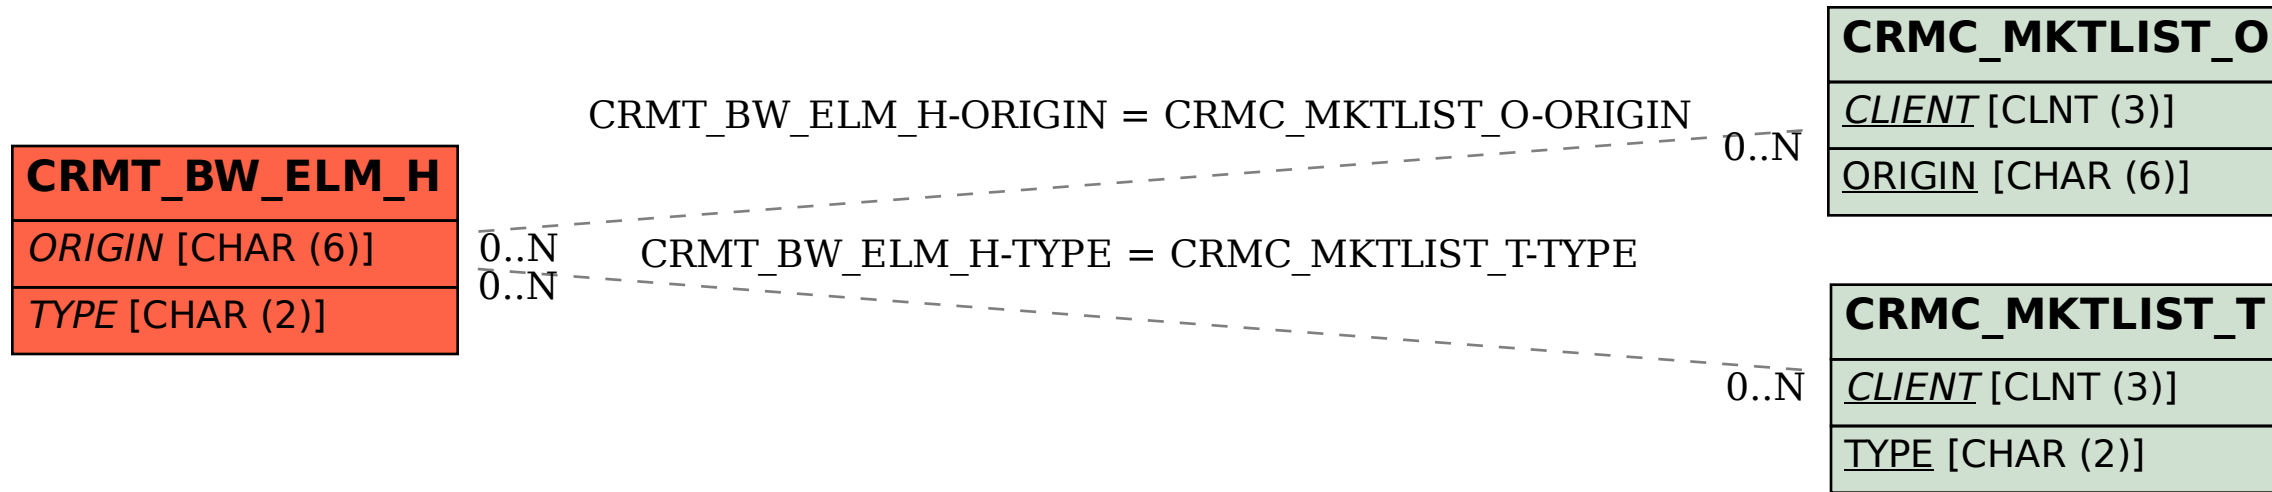 CRMT_BW_ELM_H
ORIGIN [CHAR (6)]
TYPE [CHAR (2)]
CRMT_BW_ELM_H-ORIGIN = CRMC_MKTLIST_O-ORIGIN
0..N
0..N
CRMT_BW_ELM_H-TYPE = CRMC_MKTLIST_T-TYPE
0..N
0..N
CRMC_MKTLIST_O
CLIENT [CLNT (3)]
ORIGIN [CHAR (6)]
CRMC_MKTLIST_T
CLIENT [CLNT (3)]
TYPE [CHAR (2)]